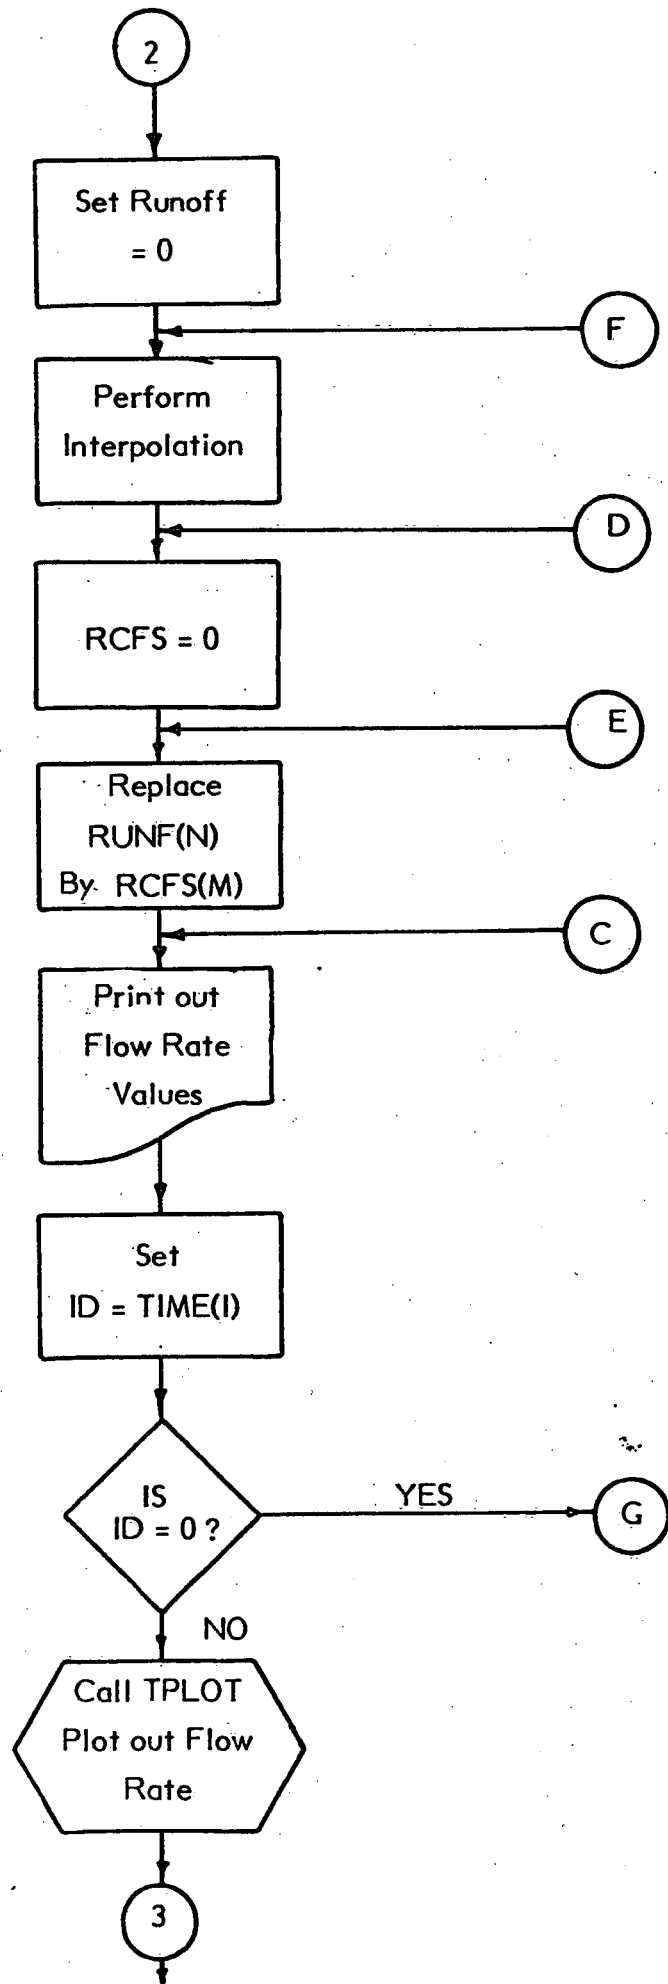 2
Set Runoff
= 0
F
Perform
Interpolation
D
RCFS = 0
E
Replace
RUNF(N)
By RCFS(M)
C
Print out
Flow Rate
Values
Set
ID = TIME(I)
IS
ID = 0 ?
YES
G
NO
Call TPLOT
Plot out Flow
Rate
3